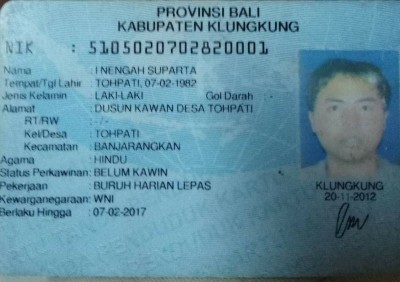 PROVINSI BALI
KABUPATEN KLUNGKUNG
NIK : 5105020702820001
Nama : I NENGAH SUPARTA
Tempat/Tgl Lahir : TOHPATI, 07-02-1982
Jenis Kelamin : LAKI-LAKI Gol Darah : -
Alamat : DUSUN KAWAN DESA TOHPATI
RT/RW : -/-
Kel/Desa : TOHPATI
Kecamatan : BANJARANGKAN
Agama : HINDU
Status Perkawinan: BELUM KAWIN
Pekerjaan : BURUH HARIAN LEPAS
Kewarganegaraan: WNI
Berlaku Hingga : 07-02-2017
KLUNGKUNG
20-11-2012